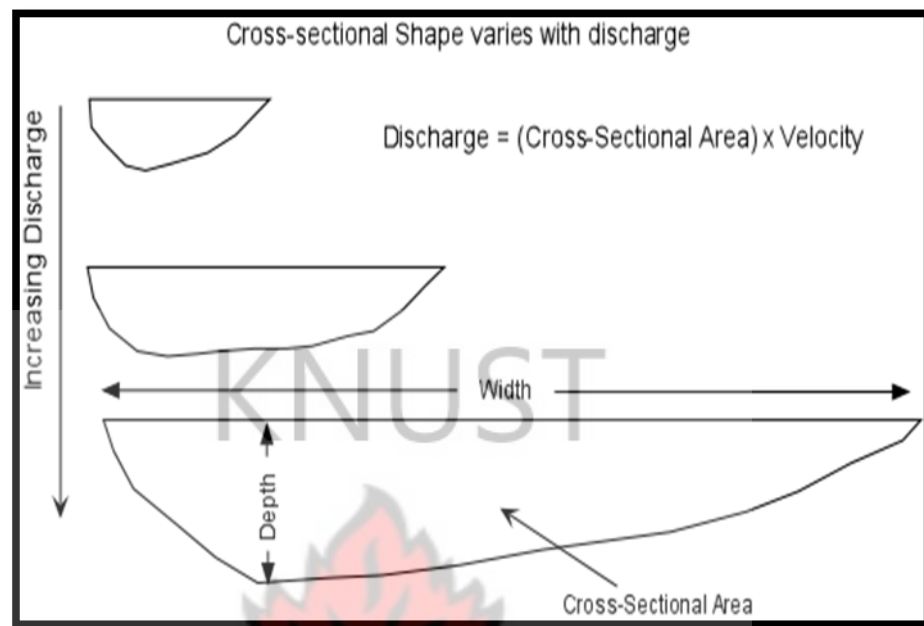 Cross-sectional Shape varies with discharge
Discharge = (Cross-Sectional Area) x Velocity
Increasing Discharge
KNUST
Width
Depth
Cross-Sectional Area